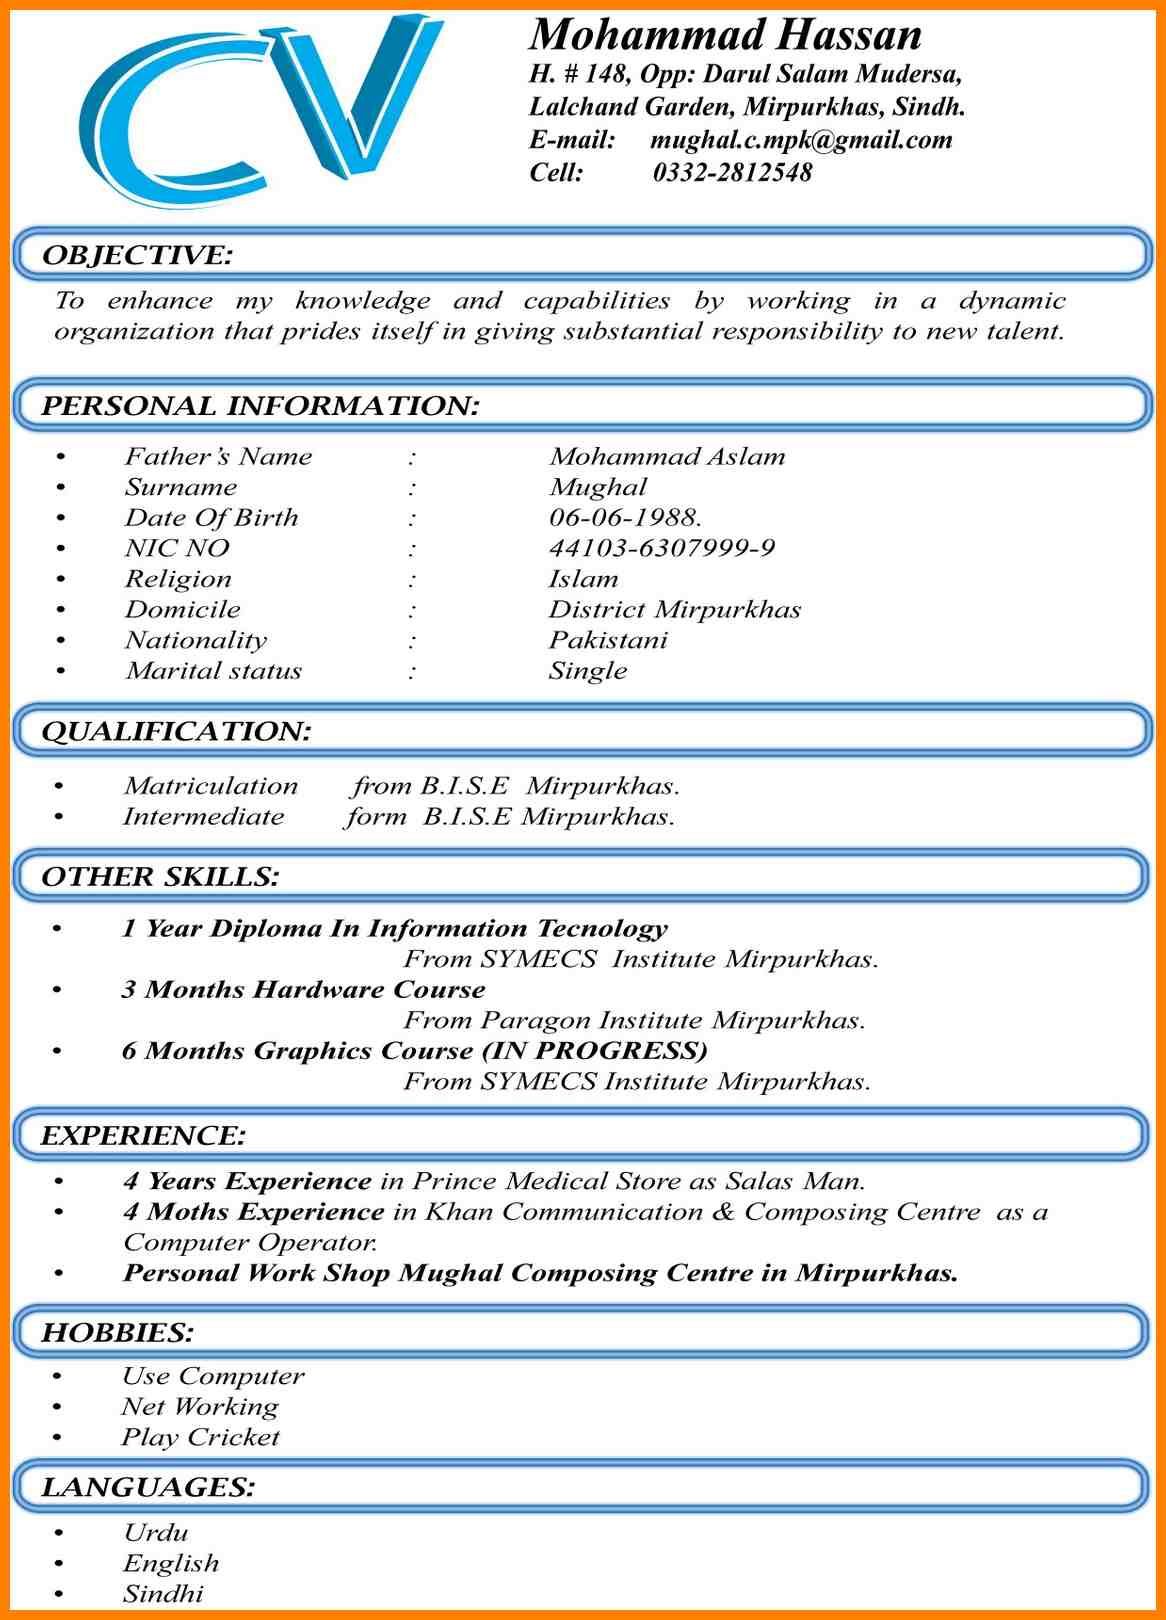 CV
Mohammad Hassan
H. # 148, Opp: Darul Salam Mudersa,
Lalchand Garden, Mirpurkhas, Sindh.
E-mail: mughal.c.mpk@gmail.com
Cell: 0332-2812548
OBJECTIVE:
To enhance my knowledge and capabilities by working in a dynamic
organization that prides itself in giving substantial responsibility to new talent.
PERSONAL INFORMATION:
• Father's Name : Mohammad Aslam
• Surname : Mughal
• Date Of Birth : 06-06-1988.
• NIC NO : 44103-6307999-9
• Religion : Islam
• Domicile : District Mirpurkhas
• Nationality : Pakistani
• Marital status : Single
QUALIFICATION:
• Matriculation from B.I.S.E Mirpurkhas.
• Intermediate form B.I.S.E Mirpurkhas.
OTHER SKILLS:
• 1 Year Diploma In Information Tecnology
From SYMECS Institute Mirpurkhas.
• 3 Months Hardware Course
From Paragon Institute Mirpurkhas.
• 6 Months Graphics Course (IN PROGRESS)
From SYMECS Institute Mirpurkhas.
EXPERIENCE:
• 4 Years Experience in Prince Medical Store as Salas Man.
• 4 Moths Experience in Khan Communication & Composing Centre as a
Computer Operator.
• Personal Work Shop Mughal Composing Centre in Mirpurkhas.
HOBBIES:
• Use Computer
• Net Working
• Play Cricket
LANGUAGES:
• Urdu
• English
• Sindhi